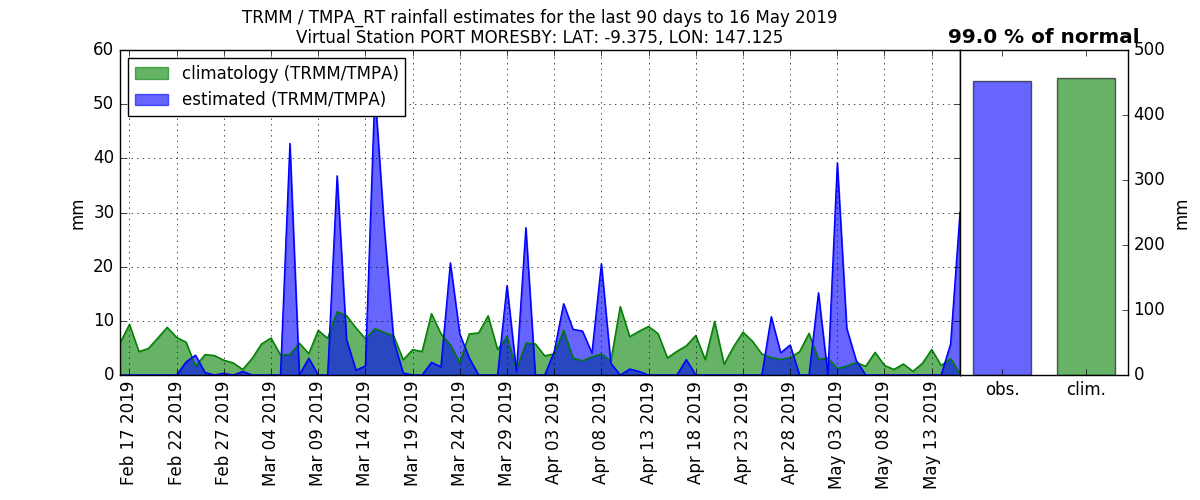 TRMM / TMPA_RT rainfall estimates for the last 90 days to 16 May 2019
Virtual Station PORT MORESBY: LAT: -9.375, LON: 147.125
99.0 % of normal
climatology (TRMM/TMPA)
estimated (TRMM/TMPA)
60
50
40
30
20
10
0
mm
500
400
300
200
100
0
mm
Feb 17 2019
Feb 22 2019
Feb 27 2019
Mar 04 2019
Mar 09 2019
Mar 14 2019
Mar 19 2019
Mar 24 2019
Mar 29 2019
Apr 03 2019
Apr 08 2019
Apr 13 2019
Apr 18 2019
Apr 23 2019
Apr 28 2019
May 03 2019
May 08 2019
May 13 2019
obs.
clim.